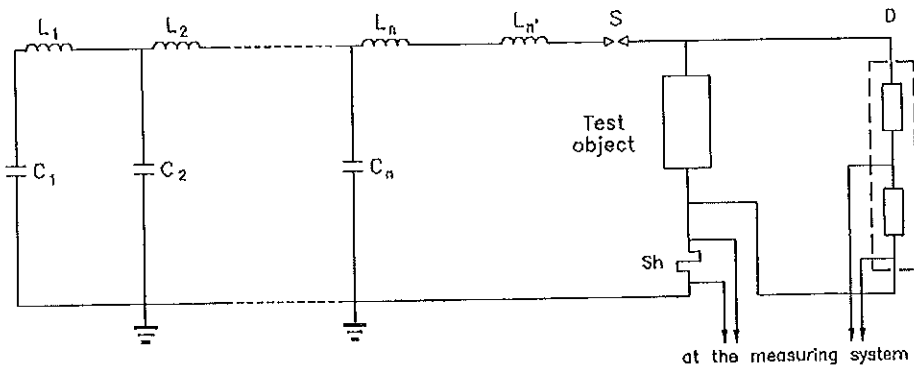 L1 L2 Ln Ln' S D
C1 C2 Cn
Test
object
Sh
at the measuring system